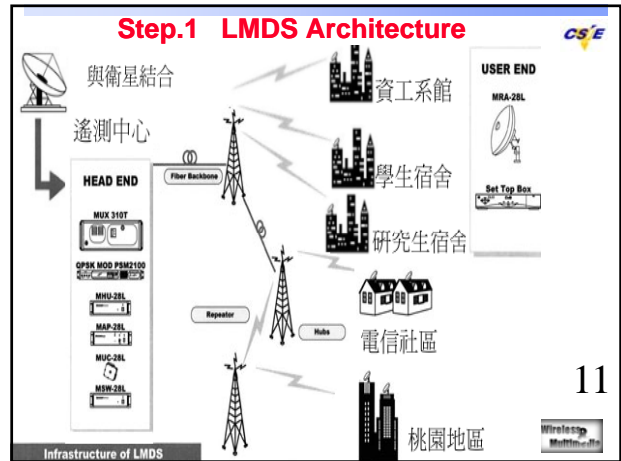 Step.1 LMDS Architecture
CSIE
與衛星結合
遙測中心
HEAD END
MUX 310T
QPSK MOD PSM2100
MHU-28L
MAP-28L
MUC-28L
MSW-28L
Fiber Backbone
Repeator
Hubs
資工系館
學生宿舍
研究生宿舍
電信社區
桃園地區
USER END
MRA-28L
Set Top Box
11
Wireless
Multimedia
Infrastructure of LMDS